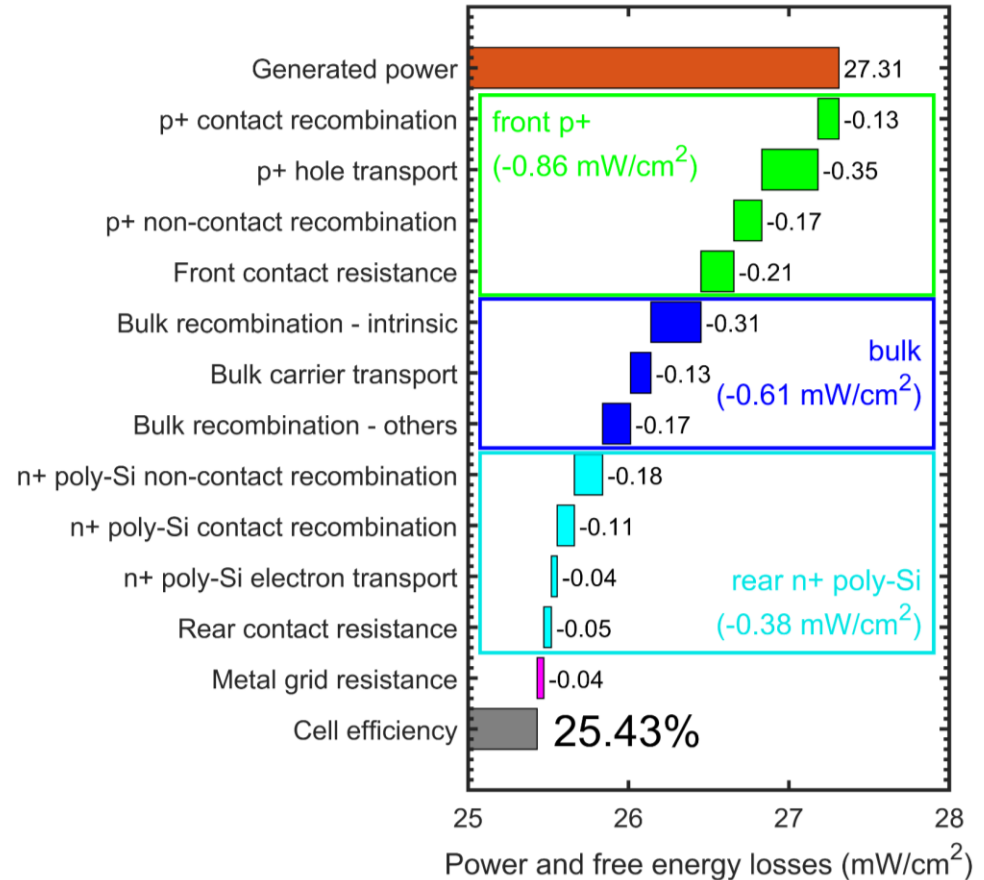 Generated power 27.31
p+ contact recombination -0.13
front p+
(-0.86 mW/cm²)
p+ hole transport -0.35
p+ non-contact recombination -0.17
Front contact resistance -0.21
Bulk recombination - intrinsic -0.31
bulk
(-0.61 mW/cm²)
Bulk carrier transport -0.13
Bulk recombination - others -0.17
n+ poly-Si non-contact recombination -0.18
n+ poly-Si contact recombination -0.11
n+ poly-Si electron transport -0.04
rear n+ poly-Si
(-0.38 mW/cm²)
Rear contact resistance -0.05
Metal grid resistance -0.04
Cell efficiency 25.43%
25 26 27 28
Power and free energy losses (mW/cm²)